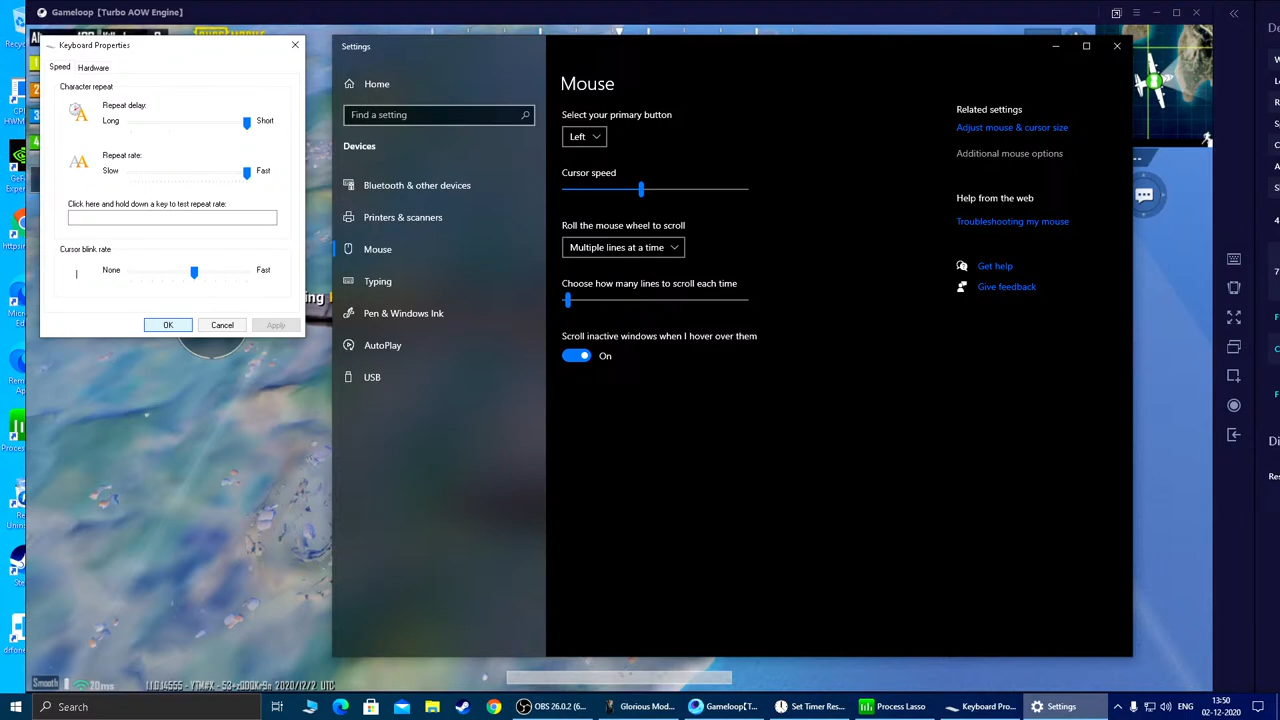 Gameloop [Turbo AOW Engine]
Keyboard Properties
Speed
Hardware
Character repeat
Repeat delay:
Long
Short
Repeat rate:
Slow
Fast
Click here and hold down a key to test repeat rate:
Cursor blink rate
None
Fast
OK
Cancel
Apply
Settings
Home
Find a setting
Devices
Bluetooth & other devices
Printers & scanners
Mouse
Typing
Pen & Windows Ink
AutoPlay
USB
Mouse
Select your primary button
Left
Cursor speed
Roll the mouse wheel to scroll
Multiple lines at a time
Choose how many lines to scroll each time
Scroll inactive windows when I hover over them
On
Related settings
Adjust mouse & cursor size
Additional mouse options
Help from the web
Troubleshooting my mouse
Get help
Give feedback
Smooth
20ms
Search
OBS 26.0.2 (6...
Glorious Mod...
Gameloop[T...
Set Timer Res...
Process Lasso
Keyboard Pro...
Settings
13:50
02-12-2020